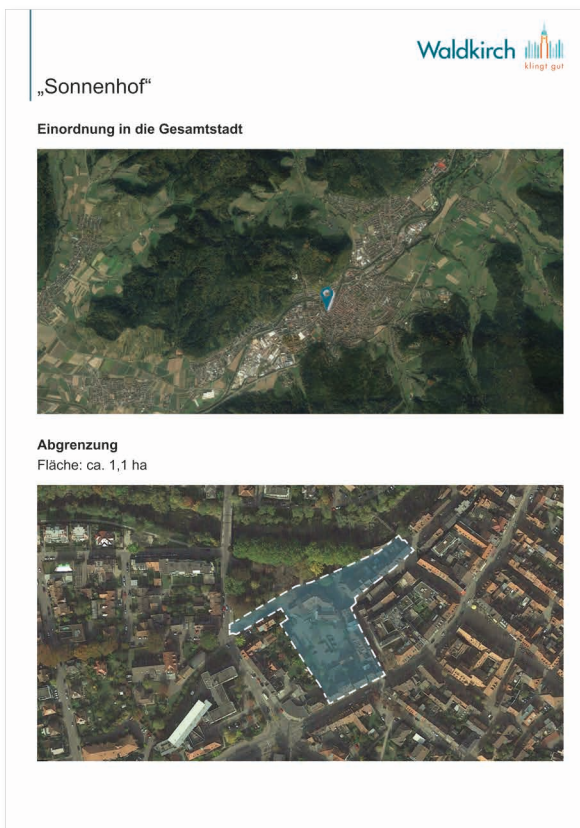 Waldkirch
klingt gut
„Sonnenhof“
Einordnung in die Gesamtstadt
Abgrenzung
Fläche: ca. 1,1 ha